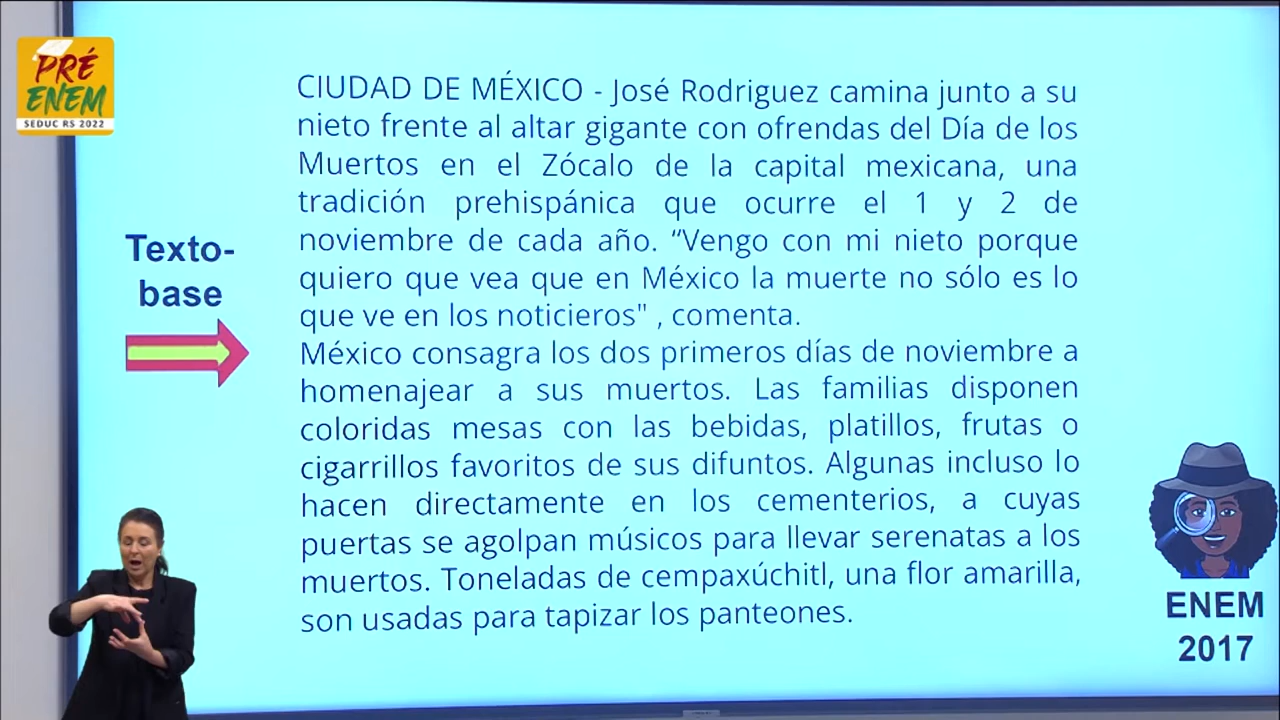 PRÉ
ENEM
SEDUC RS 2022
CIUDAD DE MÉXICO - José Rodriguez camina junto a su
nieto frente al altar gigante con ofrendas del Día de los
Muertos en el Zócalo de la capital mexicana, una
tradición prehispánica que ocurre el 1 y 2 de
noviembre de cada año. “Vengo con mi nieto porque
quiero que vea que en México la muerte no sólo es lo
que ve en los noticieros" , comenta.
México consagra los dos primeros días de noviembre a
homenajear a sus muertos. Las familias disponen
coloridas mesas con las bebidas, platillos, frutas o
cigarrillos favoritos de sus difuntos. Algunas incluso lo
hacen directamente en los cementerios, a cuyas
puertas se agolpan músicos para llevar serenatas a los
muertos. Toneladas de cempaxúchitl, una flor amarilla,
son usadas para tapizar los panteones.
Texto-
base
ENEM
2017